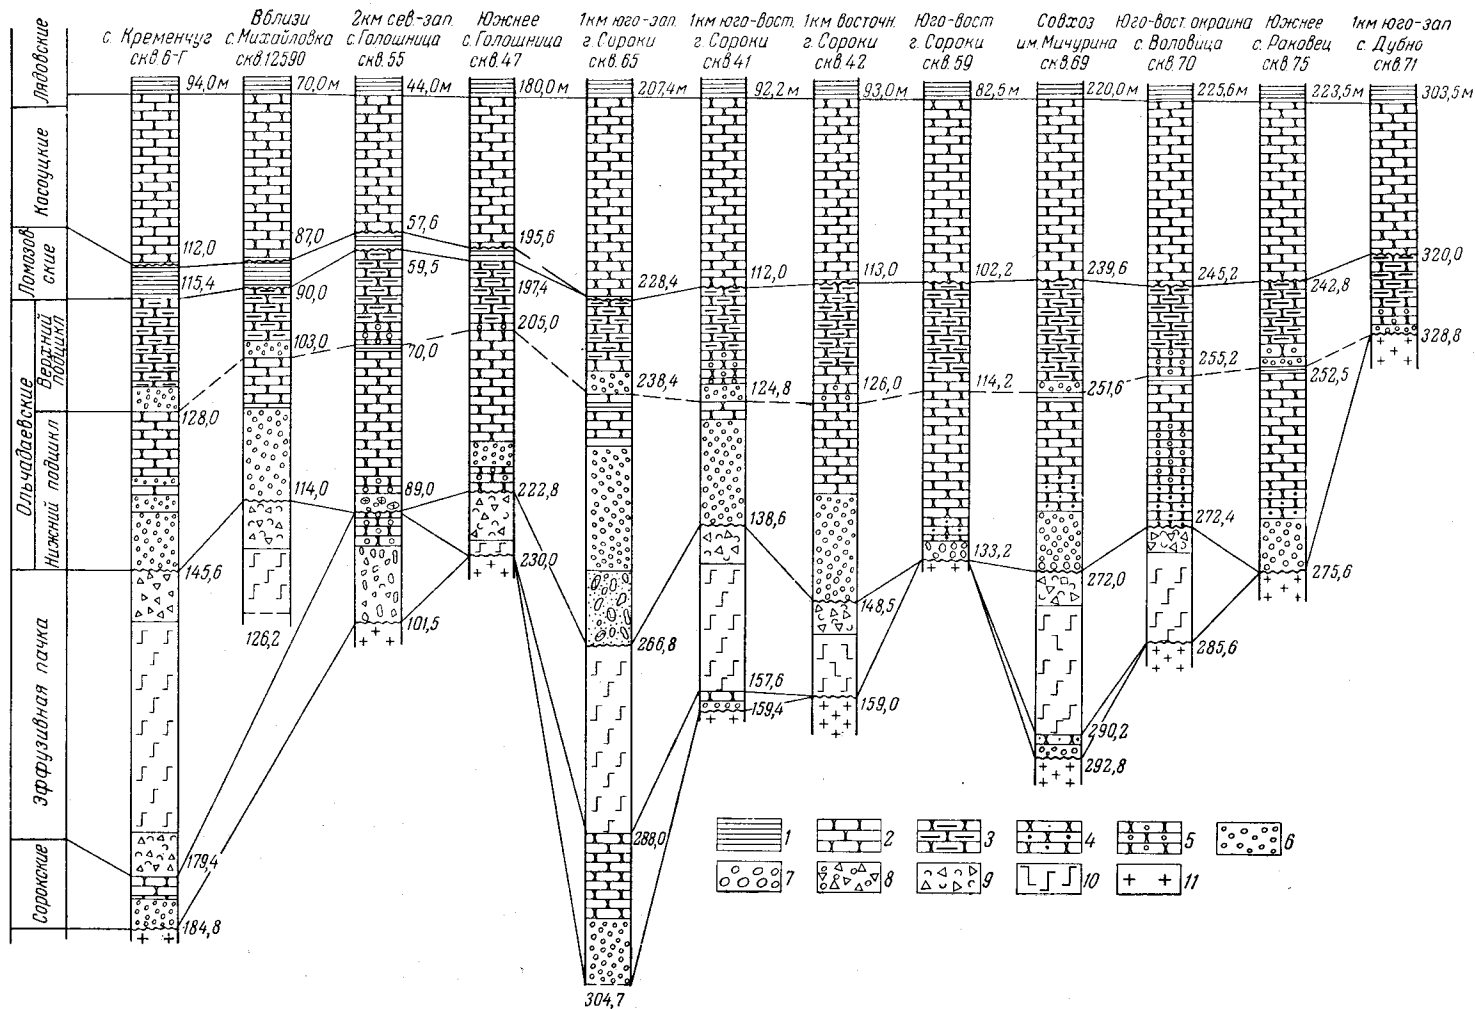 с. Кременчуг
скв. 6-Г
Вблизи
с. Михайловка
скв. 12590
2км сев.-зап.
с. Голошница
скв. 55
Южнее
с. Голошница
скв. 47
1км юго-зап.
г. Сороки
скв. 65
1км юго-вост.
г. Сороки
скв. 41
1км восточн.
г. Сороки
скв. 42
Юго-вост.
г. Сороки
скв. 59
Совхоз
им. Мичурина
скв. 69
Юго-вост. окраина
с. Воловица
скв. 70
Южнее
с. Раковец
скв. 75
1км юго-зап
с. Дубно
скв. 71
Лядовские
Касоуцкие
Ломозов-
ские
Ольчадаевские
Верхний
подцикл
Нижний подцикл
Эффузивная пачка
Сорокские
94,0м
112,0
115,4
128,0
145,6
179,4
184,8
70,0м
87,0
90,0
103,0
114,0
126,2
44,0м
57,6
59,5
70,0
89,0
101,5
180,0м
195,6
197,4
205,0
222,8
230,0
207,4м
228,4
238,4
266,8
288,0
304,7
92,2м
112,0
124,8
138,6
157,6
159,4
93,0м
113,0
126,0
148,5
159,0
82,5м
102,2
114,2
133,2
220,0м
239,6
251,6
272,0
290,2
292,8
225,6м
245,2
255,2
272,4
285,6
223,5м
242,8
252,5
275,6
303,5м
320,0
328,8
1
2
3
4
5
6
7
8
9
10
11